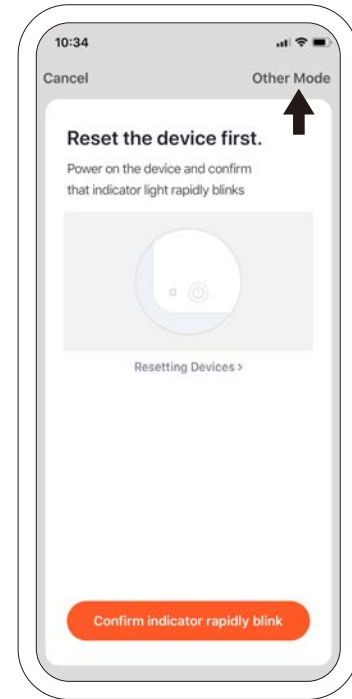 10:34
Cancel
Other Mode
Reset the device first.
Power on the device and confirm
that indicator light rapidly blinks
Resetting Devices >
Confirm indicator rapidly blink